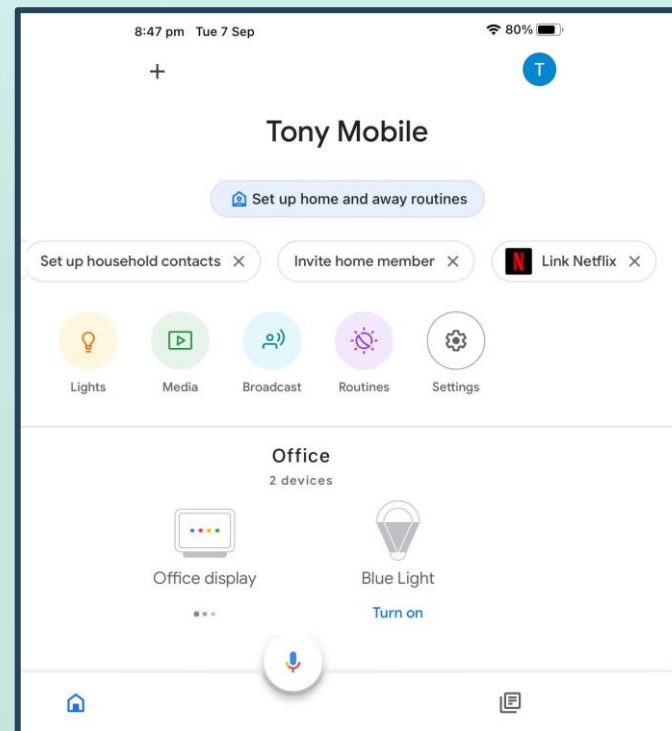 8:47 pm Tue 7 Sep 80%
T
Tony Mobile
Set up home and away routines
Set up household contacts Invite home member N Link Netflix
Lights Media Broadcast Routines Settings
Office
2 devices
Office display Blue Light
Turn on